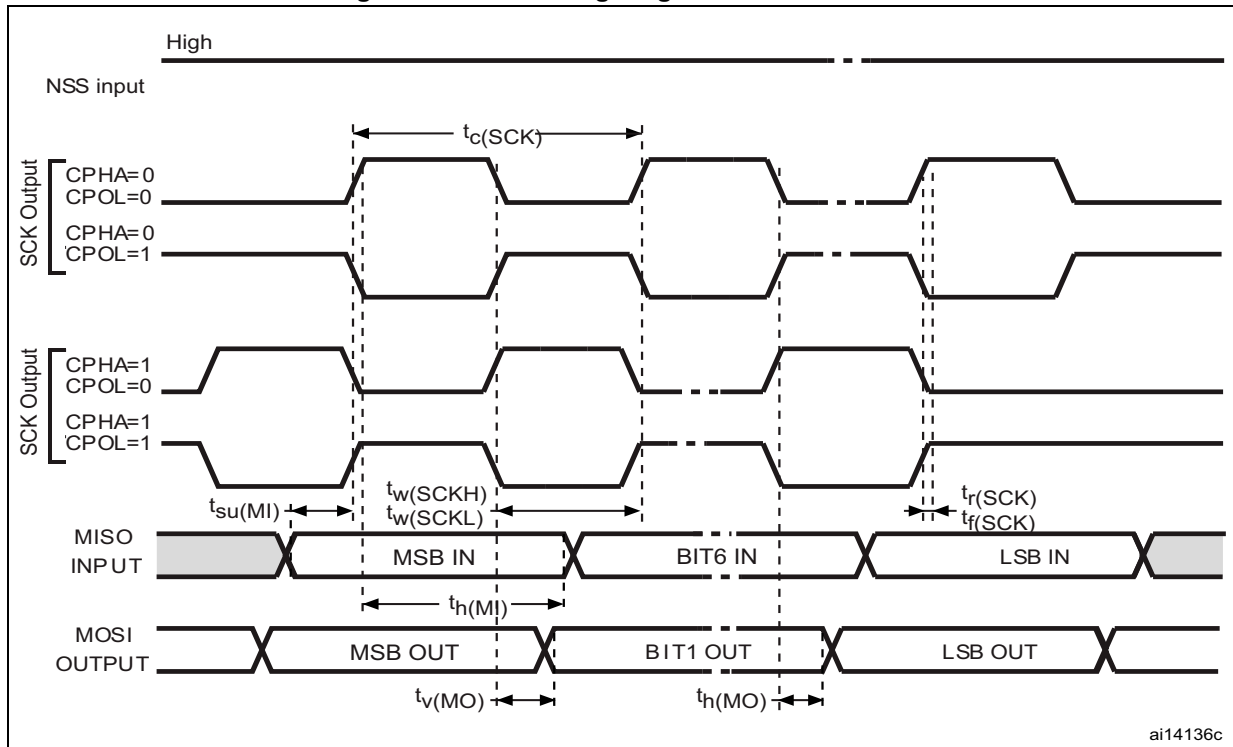 High
NSS input
tc(SCK)
SCK Output
CPHA=0
CPOL=0
CPHA=0
CPOL=1
SCK Output
CPHA=1
CPOL=0
CPHA=1
CPOL=1
tsu(MI)
tw(SCKH)
tw(SCKL)
tr(SCK)
tf(SCK)
MISO
INPUT
MSB IN
BIT6 IN
LSB IN
th(MI)
MOSI
OUTPUT
MSB OUT
BIT1 OUT
LSB OUT
tv(MO)
th(MO)
ai14136c